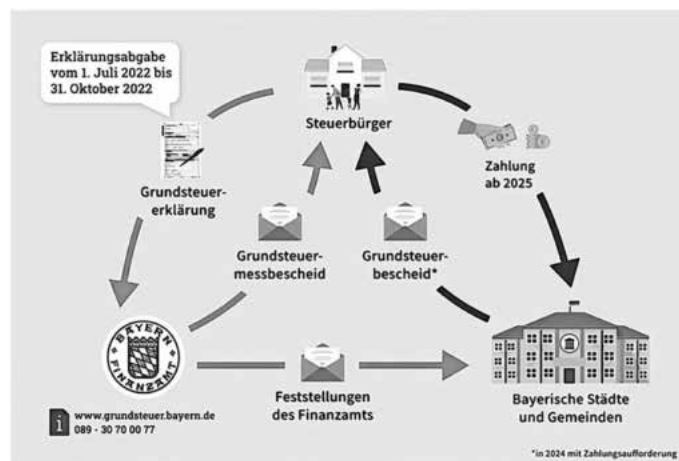 Erklärungsabgabe
vom 1. Juli 2022 bis
31. Oktober 2022
Steuerbürger
Grundsteuer-
erklärung
Zahlung
ab 2025
Grundsteuer-
messbescheid
Grundsteuer-
bescheid*
BAYERN
FINANZAMT
Feststellungen
des Finanzamts
Bayerische Städte
und Gemeinden
i www.grundsteuer.bayern.de
089 - 30 70 00 77
*in 2024 mit Zahlungsaufforderung